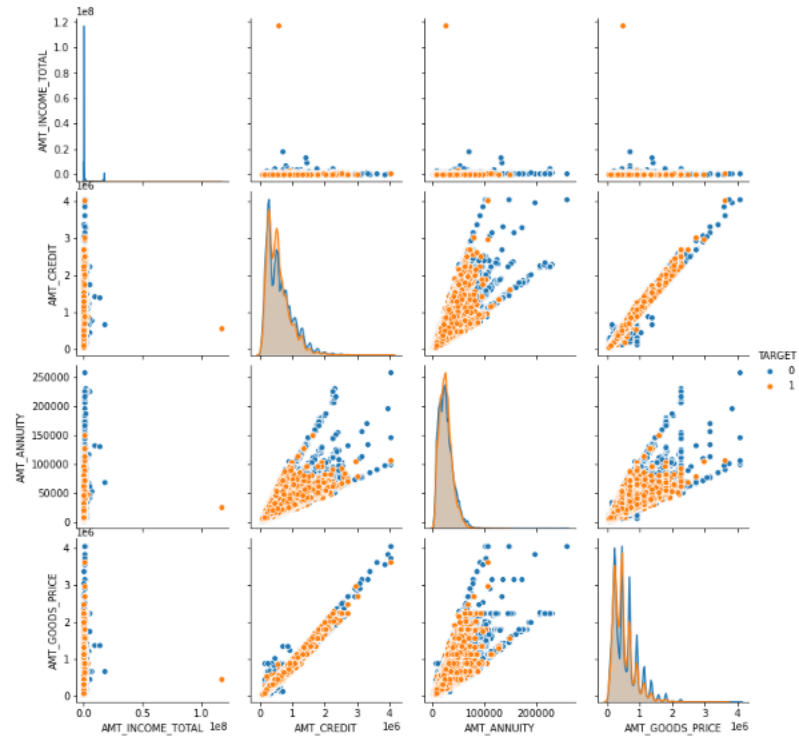 1.2 1e8
1.0
0.8
0.6
0.4
0.2
0.0
AMT_INCOME_TOTAL
1e6
4
3
2
1
0
AMT_CREDIT
TARGET
0
1
250000
200000
150000
100000
50000
0
AMT_ANNUITY
1e6
4
3
2
1
0
AMT_GOODS_PRICE
0.0 0.5 1.0 0 1 2 3 4 0 100000 200000 0 1 2 3 4
AMT_INCOME_TOTAL 1e8 AMT_CREDIT 1e6 AMT_ANNUITY AMT_GOODS_PRICE 1e6